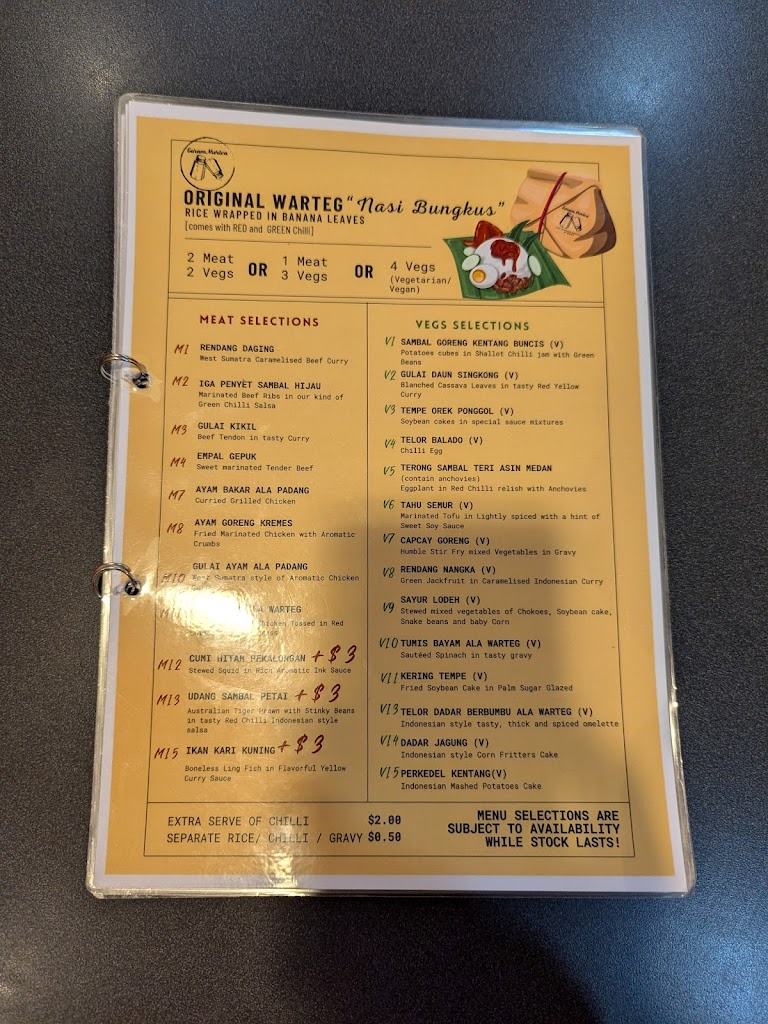 Garam Merica
ORIGINAL WARTEG "Nasi Bungkus"
RICE WRAPPED IN BANANA LEAVES
[comes with RED and GREEN Chilli]
2 Meat
2 Vegs
OR
1 Meat
3 Vegs
OR
4 Vegs
(Vegetarian/
Vegan)
MEAT SELECTIONS
M1 RENDANG DAGING
West Sumatra Caramelised Beef Curry
M2 IGA PENYÈT SAMBAL HIJAU
Marinated Beef Ribs in our kind of
Green Chilli Salsa
M3 GULAI KIKIL
Beef Tendon in tasty Curry
M4 EMPAL GEPUK
Sweet marinated Tender Beef
M7 AYAM BAKAR ALA PADANG
Curried Grilled Chicken
M8 AYAM GORENG KREMES
Fried Marinated Chicken with Aromatic
Crumbs
M10 GULAI AYAM ALA PADANG
West Sumatra style of Aromatic Chicken
WARTEG
Chicken Tossed in Red
M12 CUMI HITAM PEKALONGAN + $3
Stewed Squid in Rich Aromatic Ink Sauce
M13 UDANG SAMBAL PETAI + $3
Australian Tiger Prawn with Stinky Beans
in tasty Red Chilli Indonesian style
salsa
M15 IKAN KARI KUNING + $3
Boneless Ling Fish in Flavorful Yellow
Curry Sauce
VEGS SELECTIONS
V1 SAMBAL GORENG KENTANG BUNCIS (V)
Potatoes cubes in Shallot Chilli jam with Green
Beans
V2 GULAI DAUN SINGKONG (V)
Blanched Cassava Leaves in tasty Red Yellow
Curry
V3 TEMPE OREK PONGGOL (V)
Soybean cakes in special sauce mixtures
V4 TELOR BALADO (V)
Chilli Egg
V5 TERONG SAMBAL TERI ASIN MEDAN
(contain anchovies)
Eggplant in Red Chilli relish with Anchovies
V6 TAHU SEMUR (V)
Marinated Tofu in Lightly spiced with a hint of
Sweet Soy Sauce
V7 CAPCAY GORENG (V)
Humble Stir Fry mixed Vegetables in Gravy
V8 RENDANG NANGKA (V)
Green Jackfruit in Caramelised Indonesian Curry
V9 SAYUR LODEH (V)
Stewed mixed vegetables of Chokoes, Soybean cake,
Snake beans and baby Corn
V10 TUMIS BAYAM ALA WARTEG (V)
Sautéed Spinach in tasty gravy
V11 KERING TEMPE (V)
Fried Soybean Cake in Palm Sugar Glazed
V13 TELOR DADAR BERBUMBU ALA WARTEG (V)
Indonesian style tasty, thick and spiced omelette
V14 DADAR JAGUNG (V)
Indonesian style Corn Fritters Cake
V15 PERKEDEL KENTANG(V)
Indonesian Mashed Potatoes Cake
EXTRA SERVE OF CHILLI $2.00
SEPARATE RICE/ CHILLI / GRAVY $0.50
MENU SELECTIONS ARE
SUBJECT TO AVAILABILITY
WHILE STOCK LASTS!